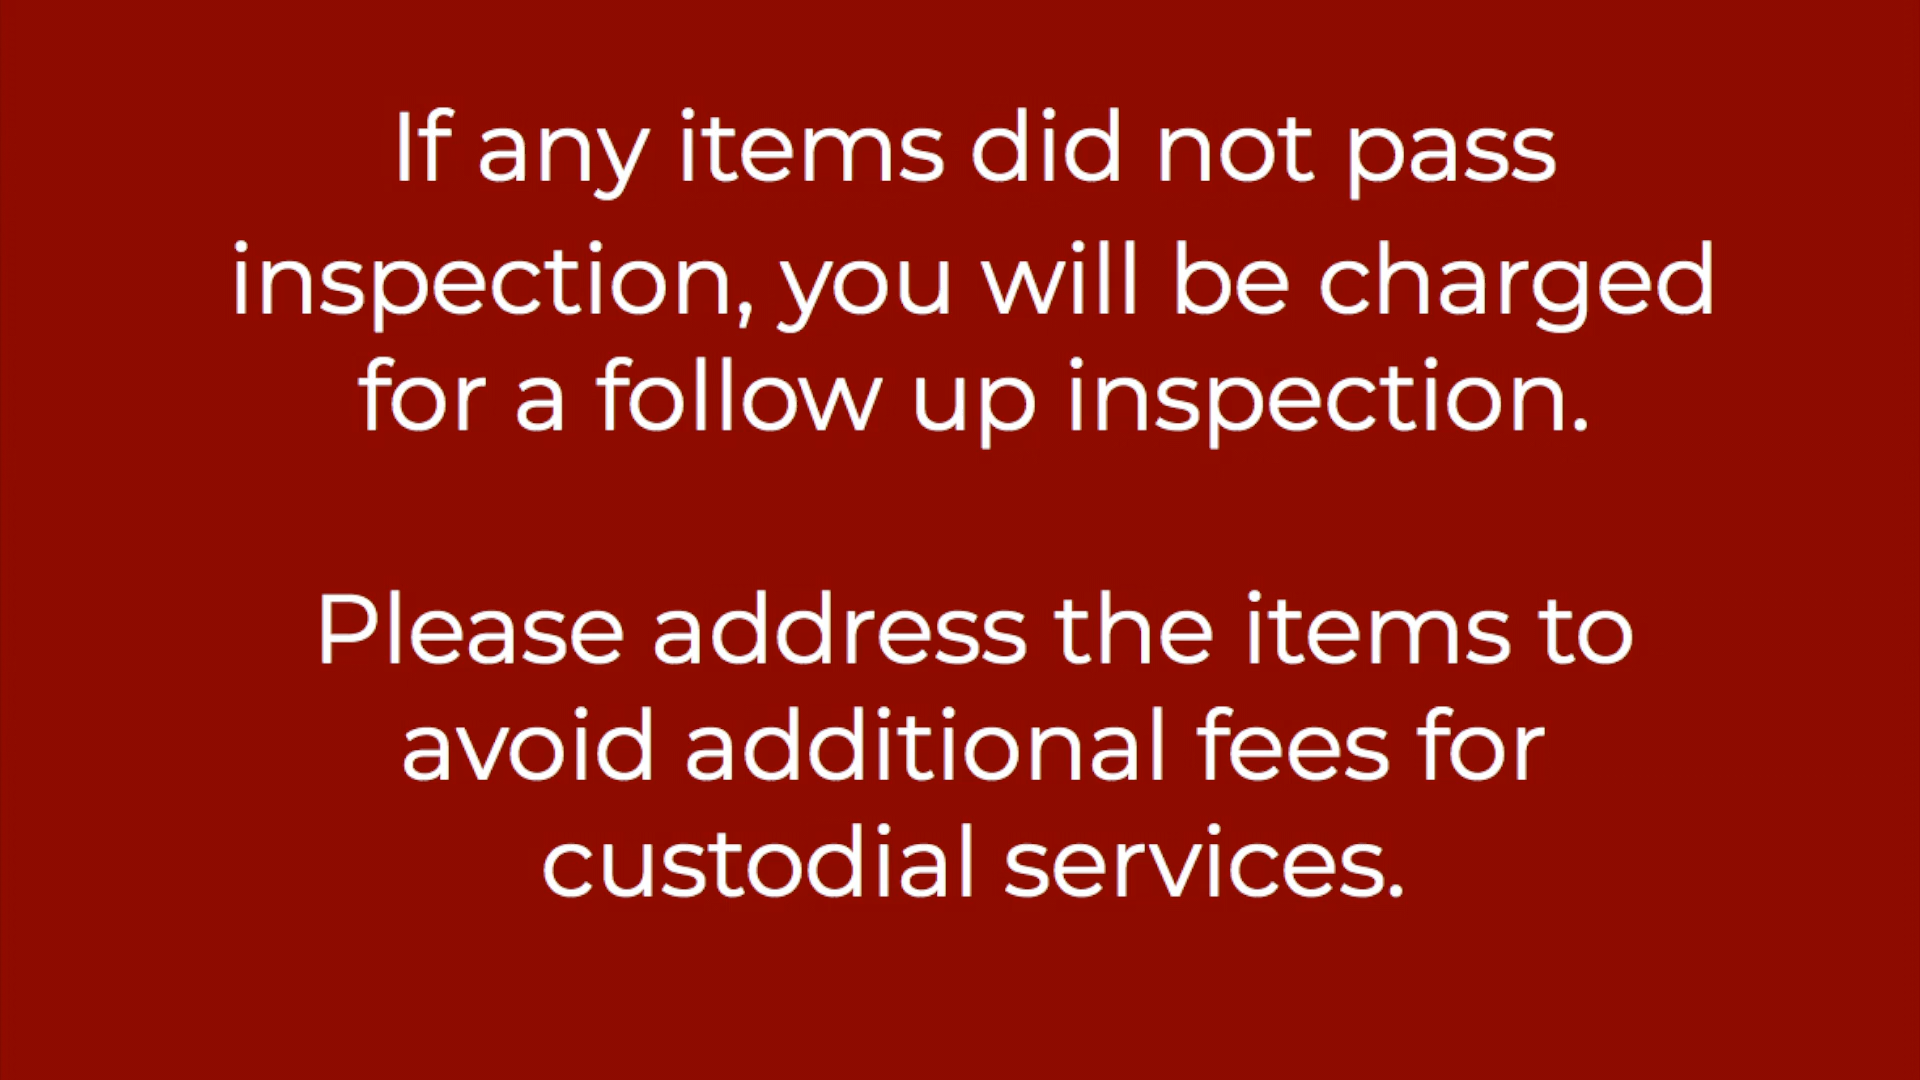 If any items did not pass
inspection, you will be charged
for a follow up inspection.
Please address the items to
avoid additional fees for
custodial services.